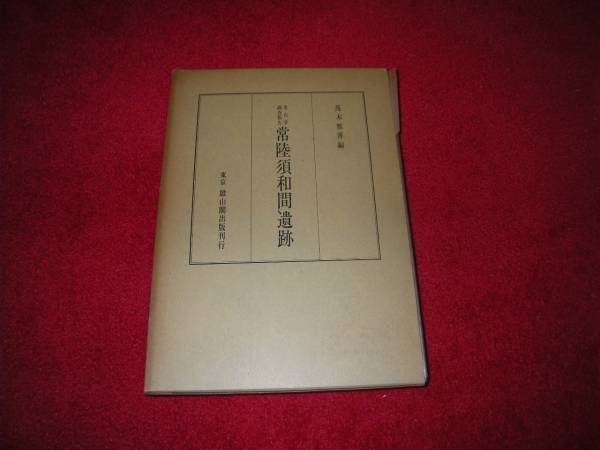 茂木雅博編
常陸須和間遺跡
東京 雄山閣出版刊行